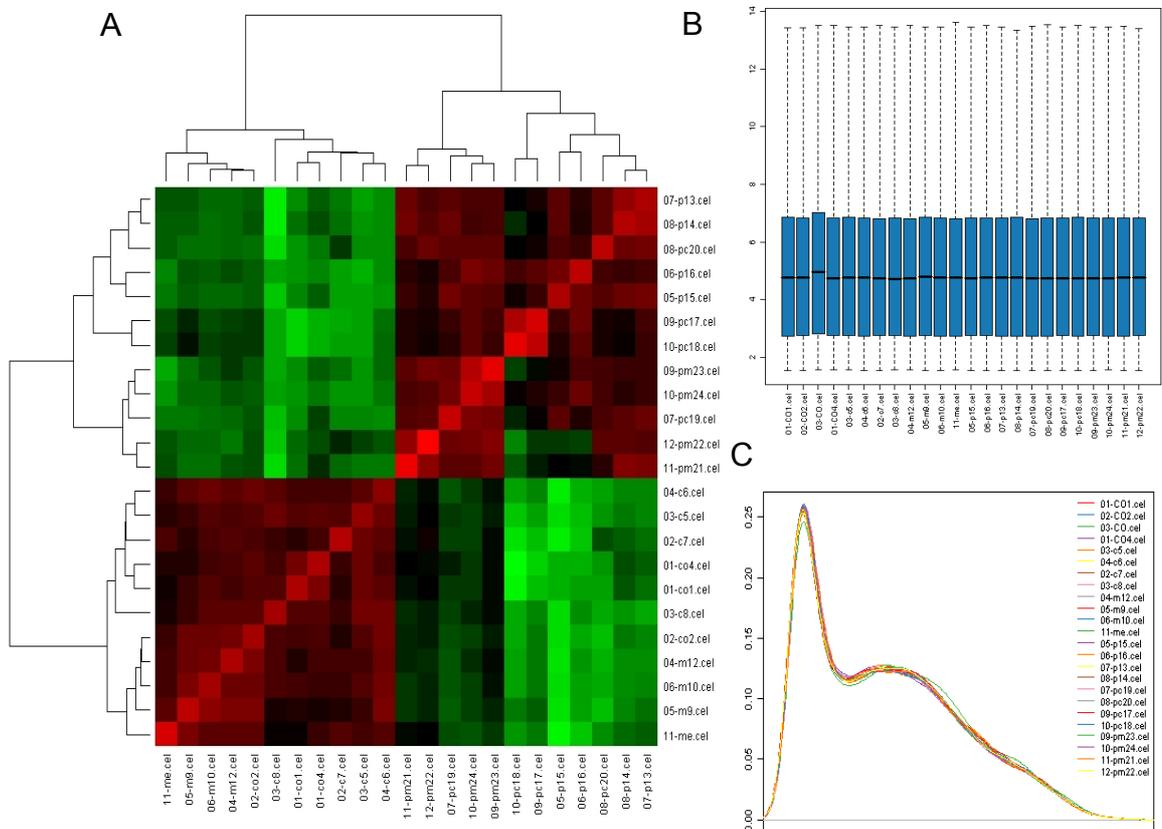 A
07-p13.cel
08-p14.cel
08-pc20.cel
06-p16.cel
05-p15.cel
09-pc17.cel
10-pc18.cel
09-pm23.cel
10-pm24.cel
07-pc19.cel
12-pm22.cel
11-pm21.cel
04-c6.cel
03-c5.cel
02-c7.cel
01-co4.cel
01-co1.cel
03-c8.cel
02-co2.cel
04-m12.cel
06-m10.cel
05-m9.cel
11-me.cel
11-me.cel
05-m9.cel
06-m10.cel
04-m12.cel
02-co2.cel
03-c8.cel
01-co1.cel
01-co4.cel
02-c7.cel
03-c5.cel
04-c6.cel
11-pm21.cel
12-pm22.cel
07-pc19.cel
10-pm24.cel
09-pm23.cel
10-pc18.cel
09-pc17.cel
05-p15.cel
06-p16.cel
08-pc20.cel
08-p14.cel
07-p13.cel
B
14
12
10
8
6
4
2
01-CO1.cel
02-CO2.cel
03-CO.cel
01-CO4.cel
03-c5.cel
04-c6.cel
02-c7.cel
03-c8.cel
04-m12.cel
05-m9.cel
06-m10.cel
11-me.cel
05-p15.cel
06-p16.cel
07-p13.cel
08-p14.cel
07-pc19.cel
08-pc20.cel
09-pc17.cel
10-pc18.cel
09-pm23.cel
10-pm24.cel
11-pm21.cel
12-pm22.cel
C
0.25
0.20
0.15
0.10
0.05
0.00
01-CO1.cel
02-CO2.cel
03-CO.cel
01-CO4.cel
03-c5.cel
04-c6.cel
02-c7.cel
03-c8.cel
04-m12.cel
05-m9.cel
06-m10.cel
11-me.cel
05-p15.cel
06-p16.cel
07-p13.cel
08-p14.cel
07-pc19.cel
08-pc20.cel
09-pc17.cel
10-pc18.cel
09-pm23.cel
10-pm24.cel
11-pm21.cel
12-pm22.cel